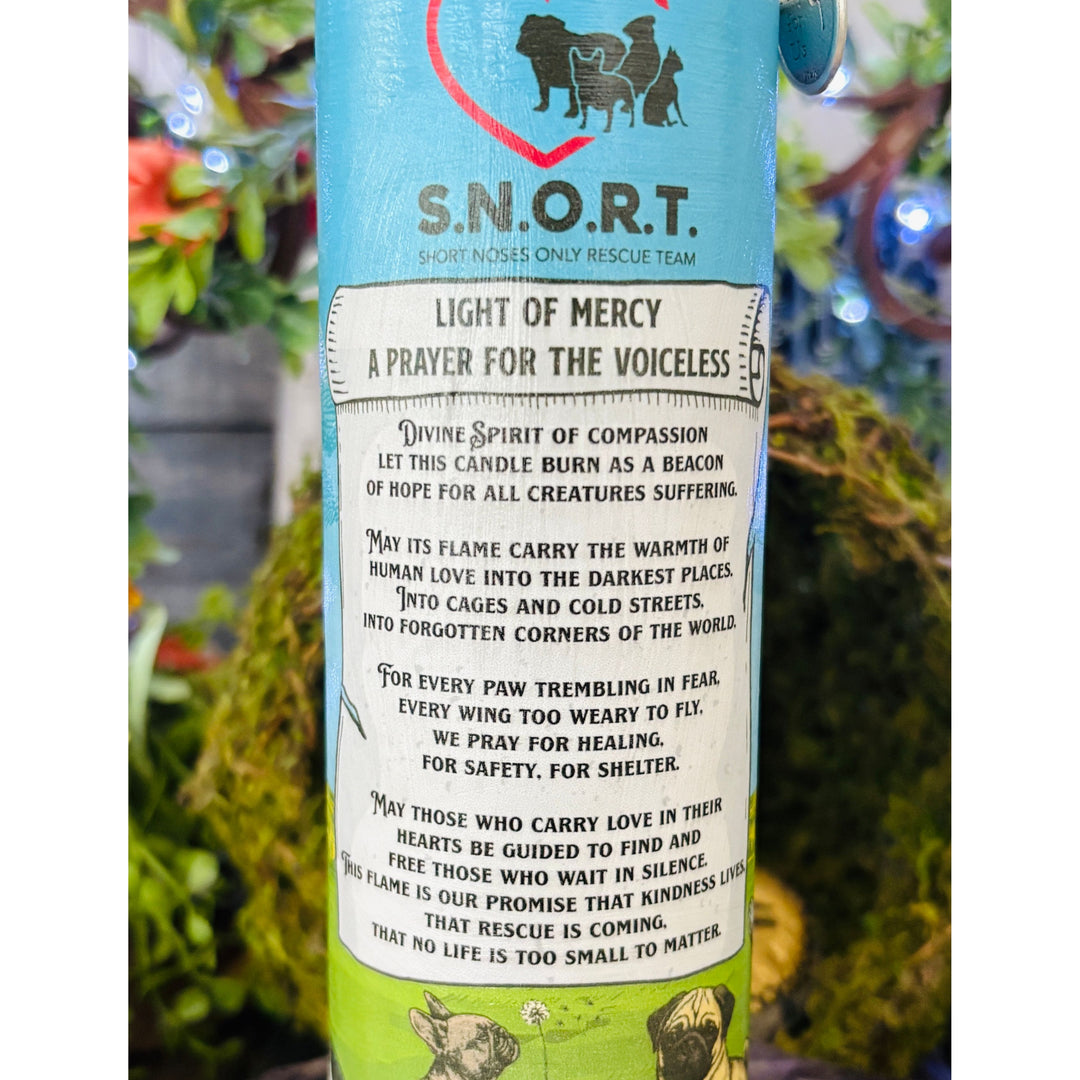 S.N.O.R.T.
SHORT NOSES ONLY RESCUE TEAM
LIGHT OF MERCY
A PRAYER FOR THE VOICELESS
DIVINE SPIRIT OF COMPASSION
LET THIS CANDLE BURN AS A BEACON
OF HOPE FOR ALL CREATURES SUFFERING.
MAY ITS FLAME CARRY THE WARMTH OF
HUMAN LOVE INTO THE DARKEST PLACES.
INTO CAGES AND COLD STREETS,
INTO FORGOTTEN CORNERS OF THE WORLD.
FOR EVERY PAW TREMBLING IN FEAR,
EVERY WING TOO WEARY TO FLY,
WE PRAY FOR HEALING,
FOR SAFETY, FOR SHELTER.
MAY THOSE WHO CARRY LOVE IN THEIR
HEARTS BE GUIDED TO FIND AND
FREE THOSE WHO WAIT IN SILENCE.
THIS FLAME IS OUR PROMISE THAT KINDNESS LIVES,
THAT RESCUE IS COMING,
THAT NO LIFE IS TOO SMALL TO MATTER.